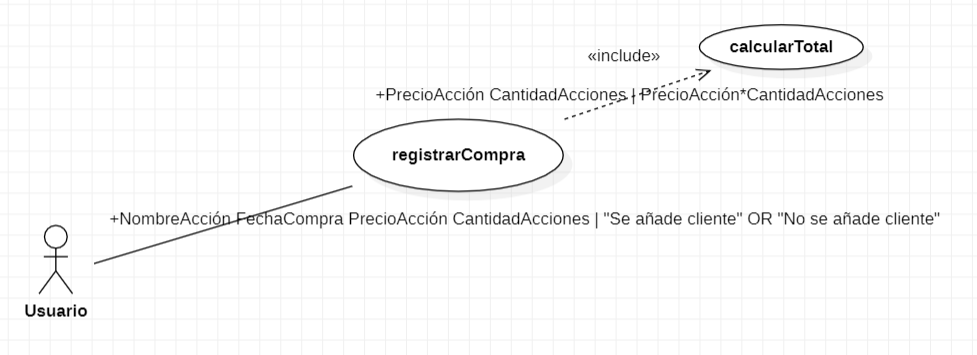 calcularTotal
«include»
+PrecioAcción CantidadAcciones | PrecioAcción*CantidadAcciones
registrarCompra
+NombreAcción FechaCompra PrecioAcción CantidadAcciones | "Se añade cliente" OR "No se añade cliente"
Usuario